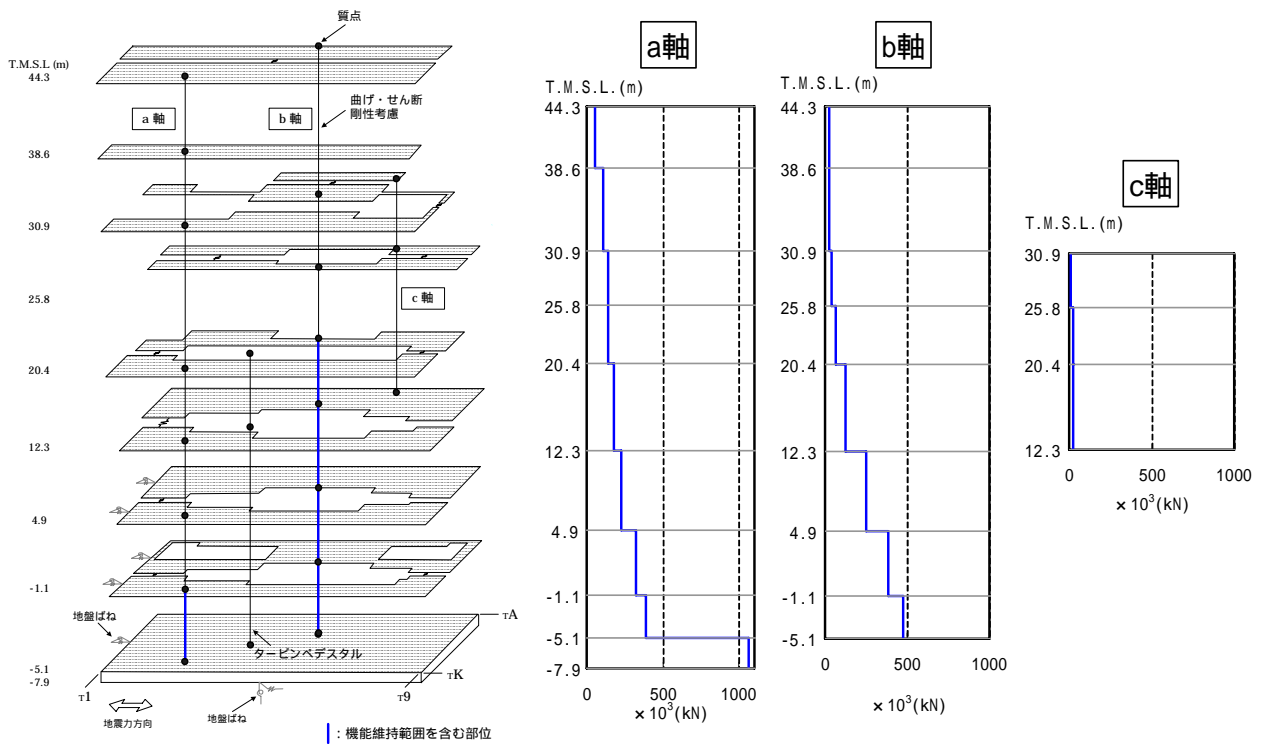 質点
T.M.S.L (m)
44.3
a 軸
b 軸
曲げ・せん断
剛性考慮
38.6
30.9
25.8
c 軸
20.4
12.3
4.9
-1.1
地盤ばね
TA
タービンペデスタル
-5.1
-7.9
TK
T1
T9
地震力方向
地盤ばね
：機能維持範囲を含む部位
a軸
T.M.S.L.(m)
44.3
38.6
30.9
25.8
20.4
12.3
4.9
-1.1
-5.1
-7.9
0 500 1000
×10³(kN)
b軸
T.M.S.L.(m)
44.3
38.6
30.9
25.8
20.4
12.3
4.9
-1.1
-5.1
0 500 1000
×10³(kN)
c軸
T.M.S.L.(m)
30.9
25.8
20.4
12.3
0 500 1000
×10³(kN)